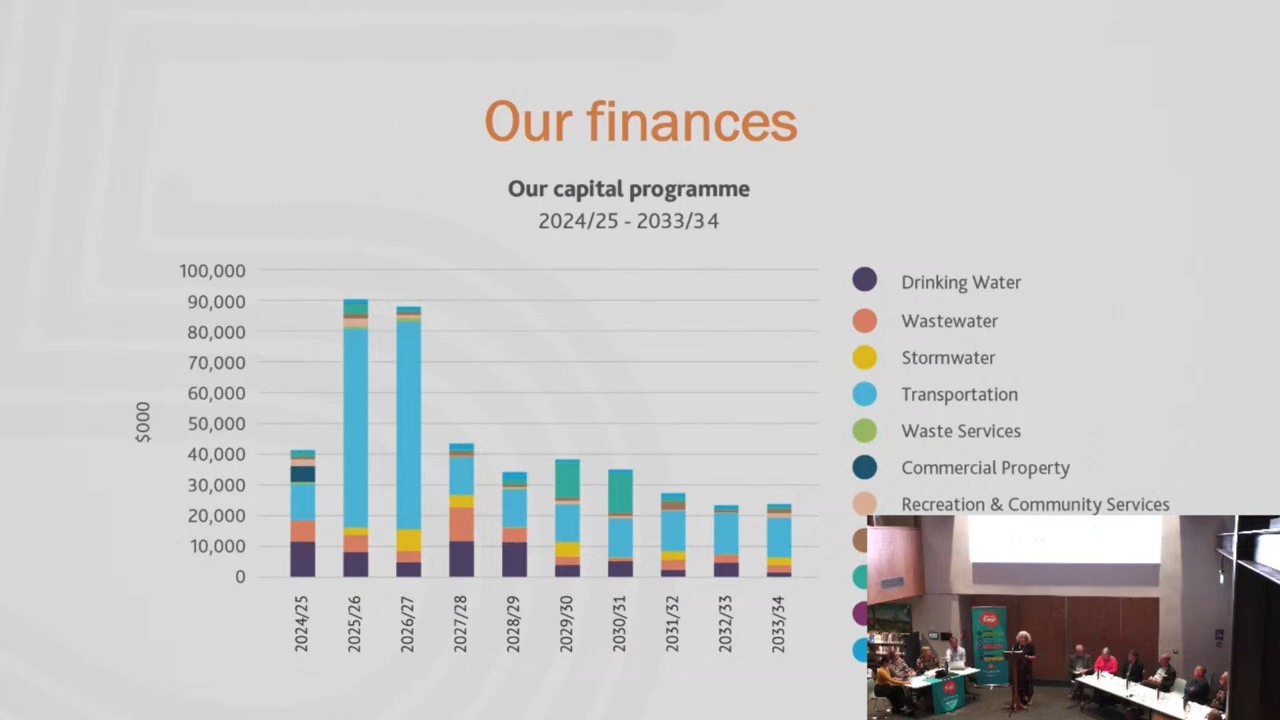 Our finances
Our capital programme
2024/25 - 2033/34
$000
100,000
90,000
80,000
70,000
60,000
50,000
40,000
30,000
20,000
10,000
0
2024/25
2025/26
2026/27
2027/28
2028/29
2029/30
2030/31
2031/32
2032/33
2033/34
Drinking Water
Wastewater
Stormwater
Transportation
Waste Services
Commercial Property
Recreation & Community Services